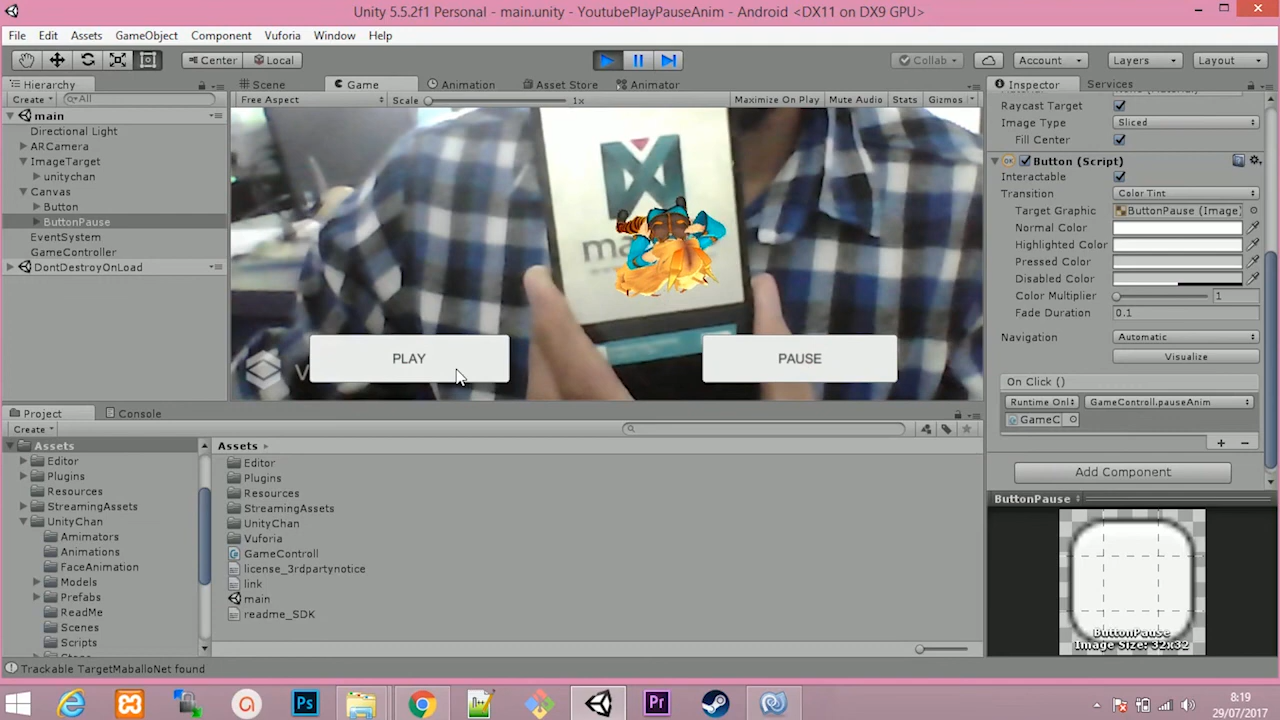 Unity 5.5.2f1 Personal - main.unity - YoutubePlayPauseAnim - Android <DX11 on DX9 GPU>
File Edit Assets GameObject Component Vuforia Window Help
Center Local Collab Account Layers Layout
Hierarchy
Create All
main
Directional Light
ARCamera
ImageTarget
unitychan
Canvas
Button
ButtonPause
EventSystem
GameController
DontDestroyOnLoad
Scene Game Animation Asset Store Animator
Free Aspect Scale 1x Maximize On Play Mute Audio Stats Gizmos
PLAY
PAUSE
Inspector Services
Raycast Target
Image Type Sliced
Fill Center
Button (Script)
Interactable
Transition Color Tint
Target Graphic ButtonPause (Image)
Normal Color
Highlighted Color
Pressed Color
Disabled Color
Color Multiplier 1
Fade Duration 0.1
Navigation Automatic
Visualize
On Click ()
Runtime Onl GameControll.pauseAnim
GameC
Add Component
ButtonPause
ButtonPause
Image Size: 32x32
Project Console
Create
Assets
Editor
Plugins
Resources
StreamingAssets
UnityChan
Amimators
Animations
FaceAnimation
Models
Prefabs
ReadMe
Scenes
Scripts
Assets
Editor
Plugins
Resources
StreamingAssets
UnityChan
Vuforia
GameControll
license_3rdpartynotice
link
main
readme_SDK
Trackable TargetMaballoNet found
8:19
29/07/2017